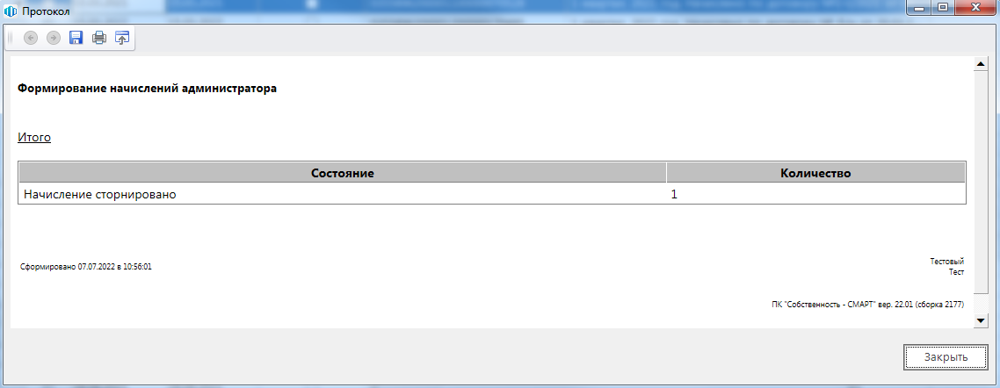 Протокол
Формирование начислений администратора
Итого
Состояние Количество
Начисление сторнировано 1
Сформировано 07.07.2022 в 10:56:01
Тестовый
Тест
ПК "Собственность - СМАРТ" вер. 22.01 (сборка 2177)
Закрыть